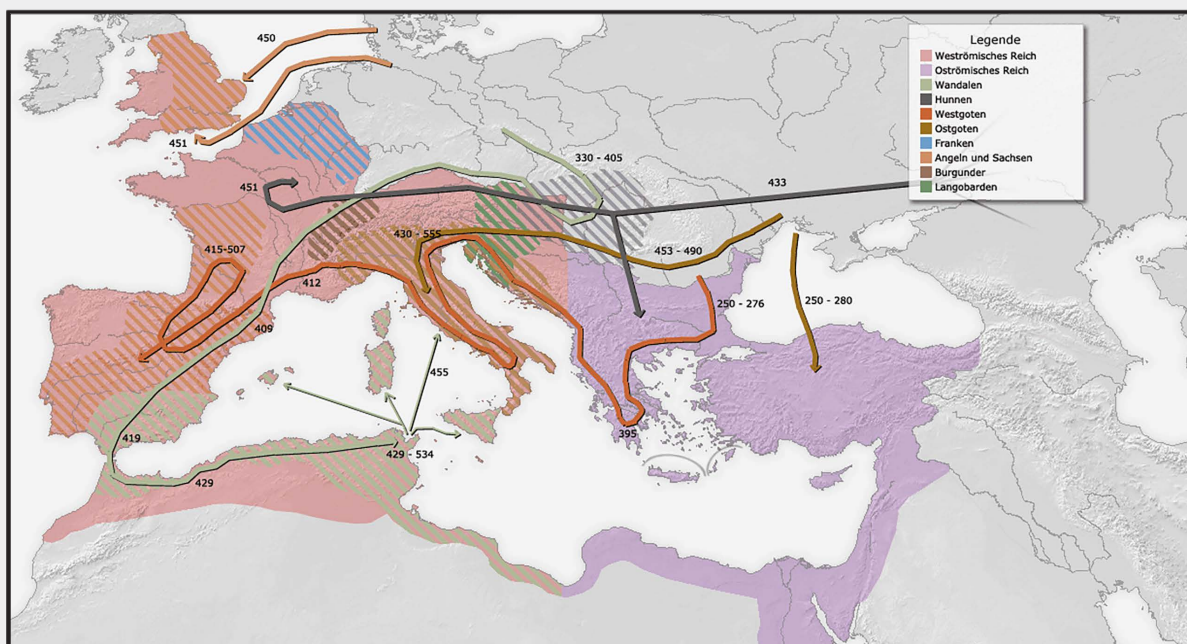 Legende
Weströmisches Reich
Oströmisches Reich
Wandalen
Hunnen
Westgoten
Ostgoten
Franken
Angeln und Sachsen
Burgunder
Langobarden
450
451
330 - 405
433
451
430 - 555
453 - 490
415-507
412
250 - 276
250 - 280
409
455
419
395
429 - 534
429